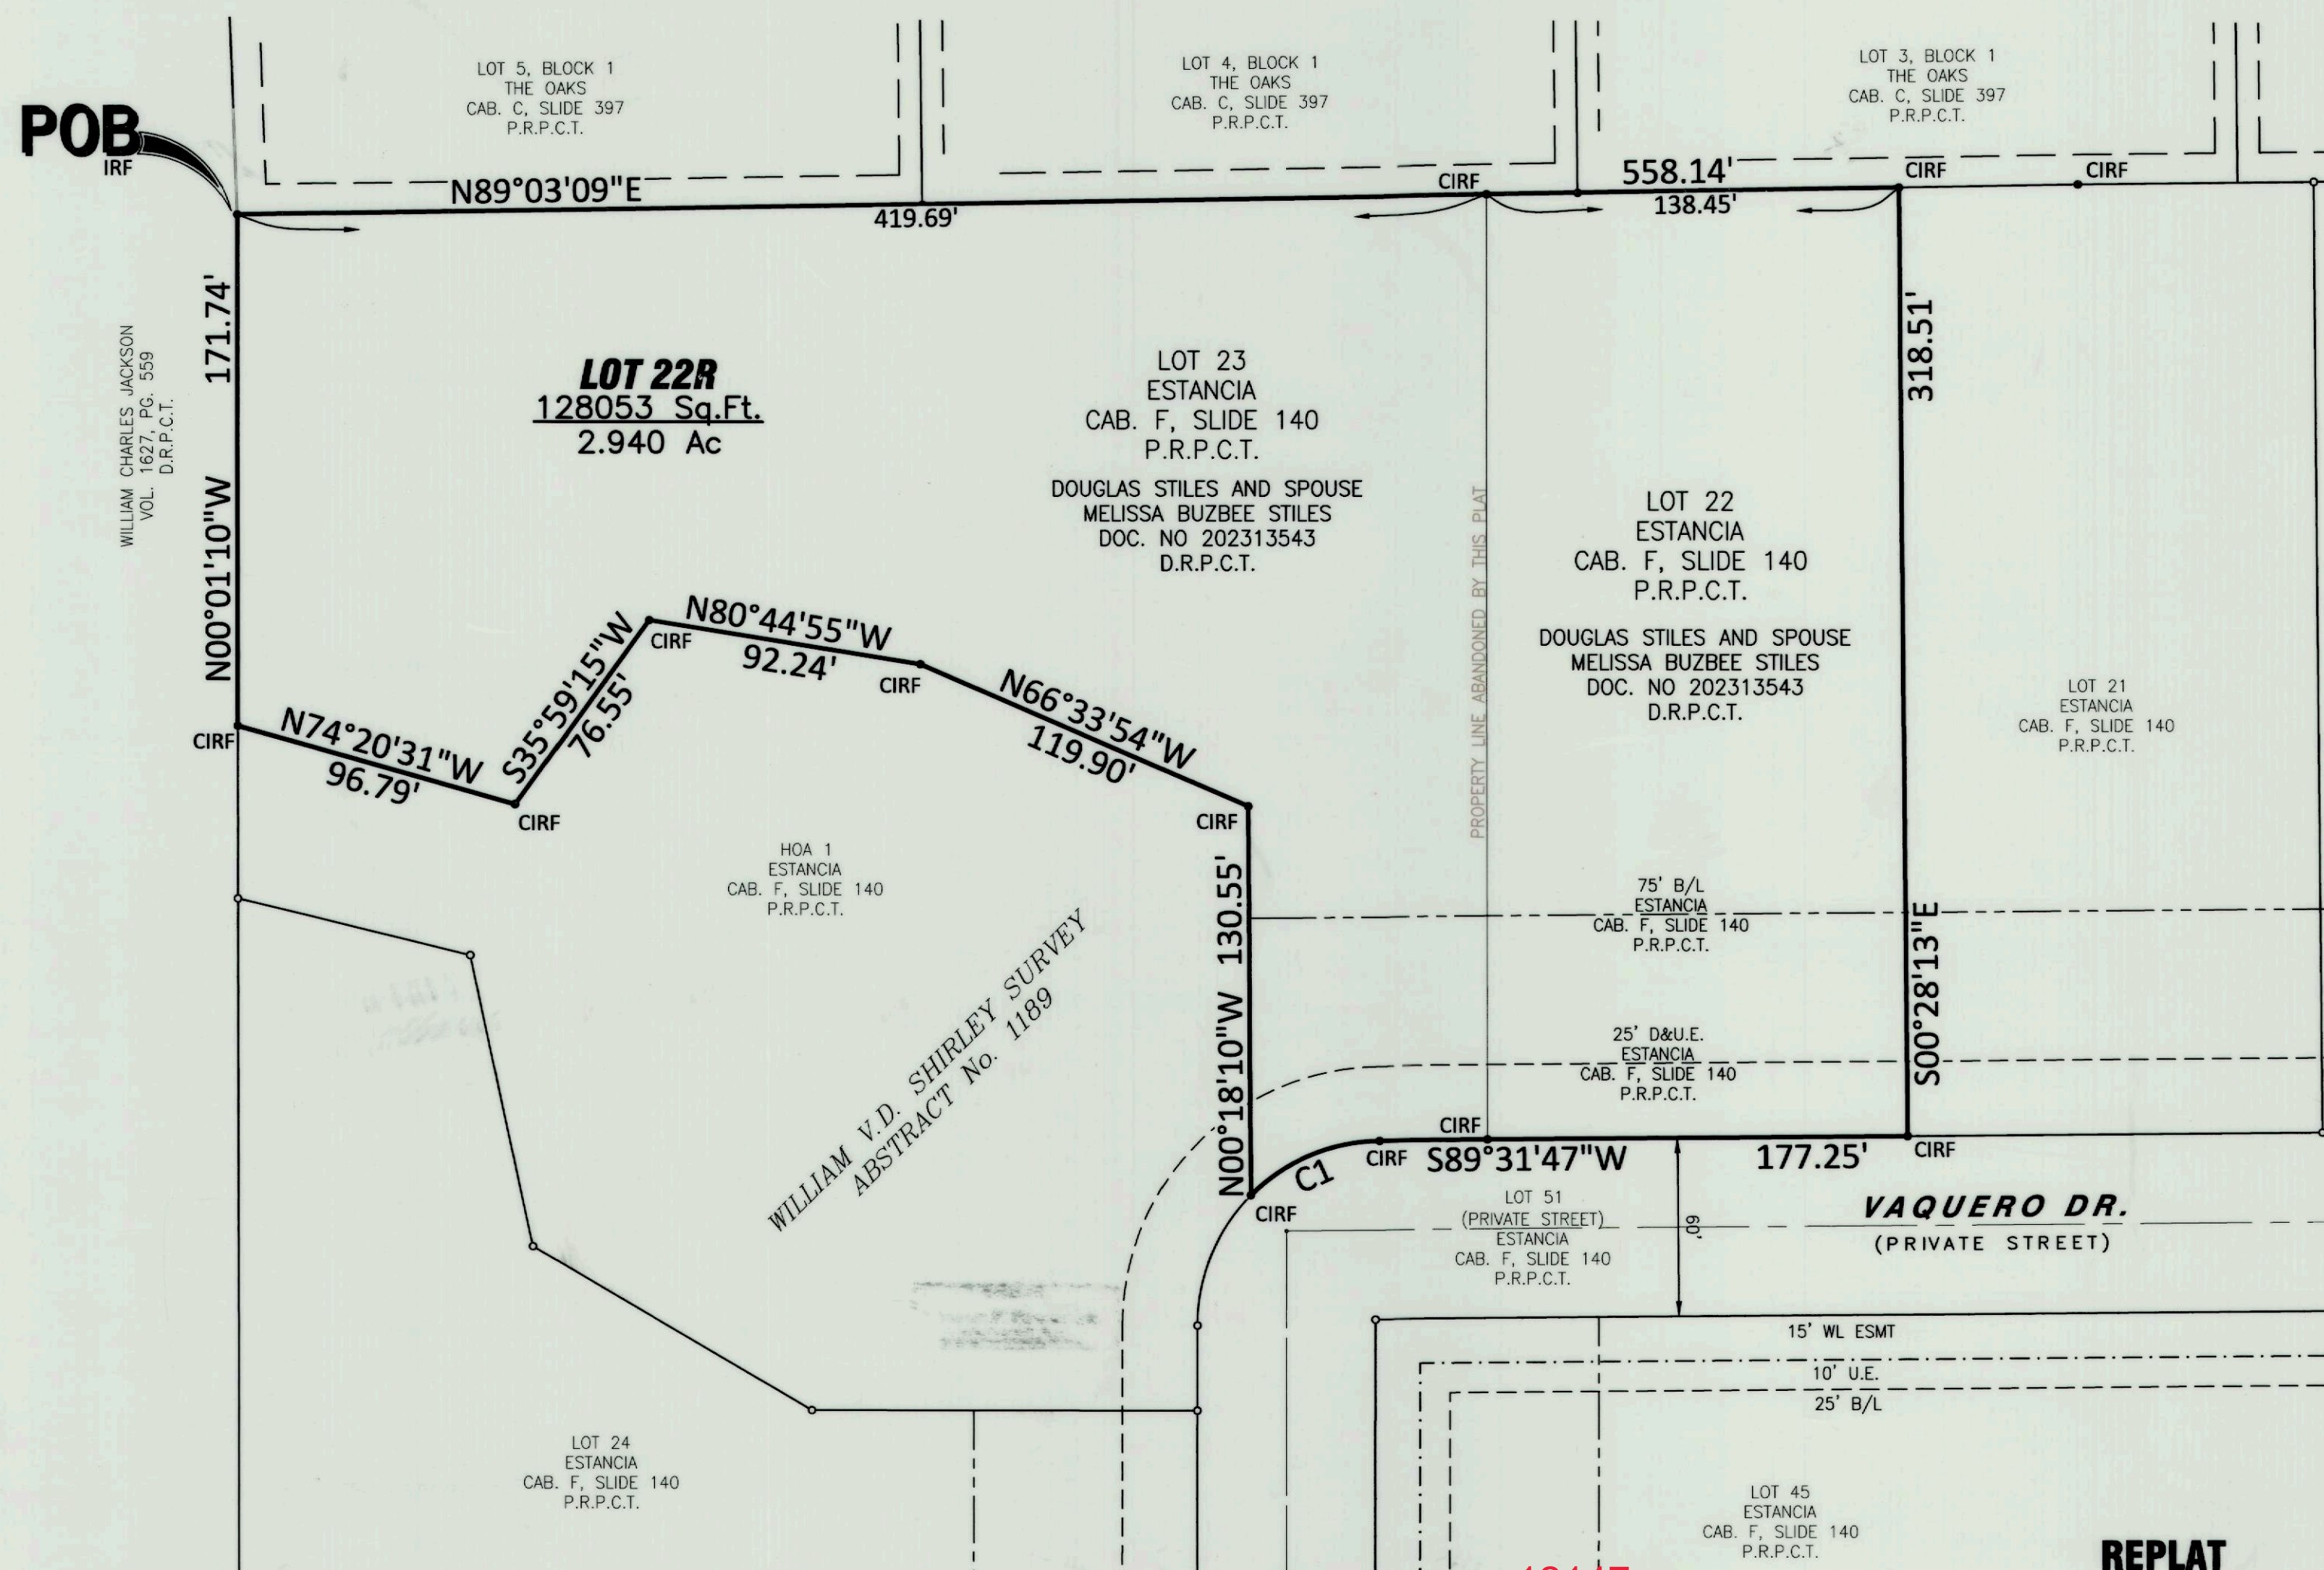 LOT 5, BLOCK 1
THE OAKS
CAB. C, SLIDE 397
P.R.P.C.T.
LOT 4, BLOCK 1
THE OAKS
CAB. C, SLIDE 397
P.R.P.C.T.
LOT 3, BLOCK 1
THE OAKS
CAB. C, SLIDE 397
P.R.P.C.T.
POB
IRF
N89°03'09"E
558.14'
CIRF
CIRF
CIRF
419.69'
138.45'
171.74'
N00°01'10"W
WILLIAM CHARLES JACKSON
VOL. 1627, PG. 559
D.R.P.C.T.
LOT 22R
128053 Sq.Ft.
2.940 Ac
LOT 23
ESTANCIA
CAB. F, SLIDE 140
P.R.P.C.T.
DOUGLAS STILES AND SPOUSE
MELISSA BUZBEE STILES
DOC. NO 202313543
D.R.P.C.T.
PROPERTY LINE ABANDONED BY THIS PLAT
LOT 22
ESTANCIA
CAB. F, SLIDE 140
P.R.P.C.T.
DOUGLAS STILES AND SPOUSE
MELISSA BUZBEE STILES
DOC. NO 202313543
D.R.P.C.T.
318.51'
S00°28'13"E
LOT 21
ESTANCIA
CAB. F, SLIDE 140
P.R.P.C.T.
N80°44'55"W
92.24'
CIRF
CIRF
S35°59'15"W
76.55'
N66°33'54"W
119.90'
CIRF
N74°20'31"W
96.79'
CIRF
CIRF
HOA 1
ESTANCIA
CAB. F, SLIDE 140
P.R.P.C.T.
WILLIAM V.D. SHIRLEY SURVEY
ABSTRACT No. 1189
N00°18'10"W 130.55'
75' B/L
ESTANCIA
CAB. F, SLIDE 140
P.R.P.C.T.
25' D&U.E.
ESTANCIA
CAB. F, SLIDE 140
P.R.P.C.T.
CIRF
CIRF
S89°31'47"W
177.25'
CIRF
C1
CIRF
LOT 51
(PRIVATE STREET)
ESTANCIA
CAB. F, SLIDE 140
P.R.P.C.T.
60'
VAQUERO DR.
(PRIVATE STREET)
15' WL ESMT
10' U.E.
25' B/L
LOT 24
ESTANCIA
CAB. F, SLIDE 140
P.R.P.C.T.
LOT 45
ESTANCIA
CAB. F, SLIDE 140
P.R.P.C.T.
REPLAT